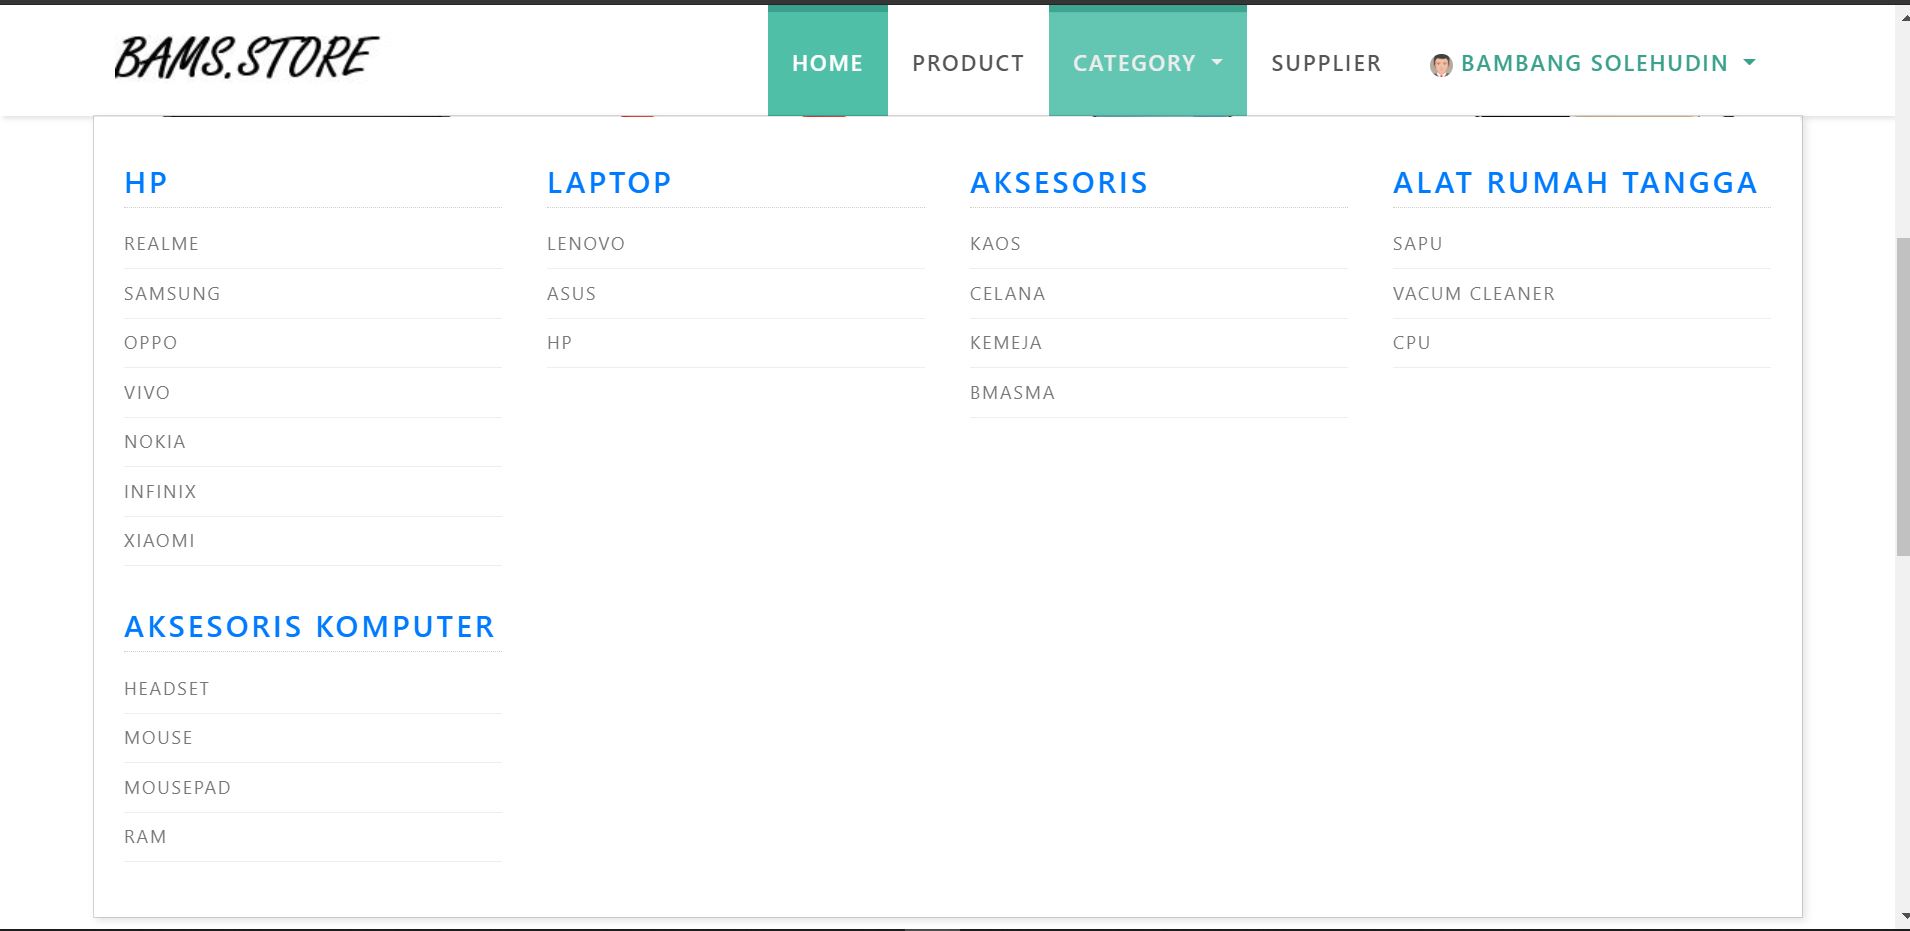 BAMS.STORE
HOME
PRODUCT
CATEGORY
SUPPLIER
BAMBANG SOLEHUDIN
HP
REALME
SAMSUNG
OPPO
VIVO
NOKIA
INFINIX
XIAOMI
LAPTOP
LENOVO
ASUS
HP
AKSESORIS
KAOS
CELANA
KEMEJA
BMASMA
ALAT RUMAH TANGGA
SAPU
VACUM CLEANER
CPU
AKSESORIS KOMPUTER
HEADSET
MOUSE
MOUSEPAD
RAM